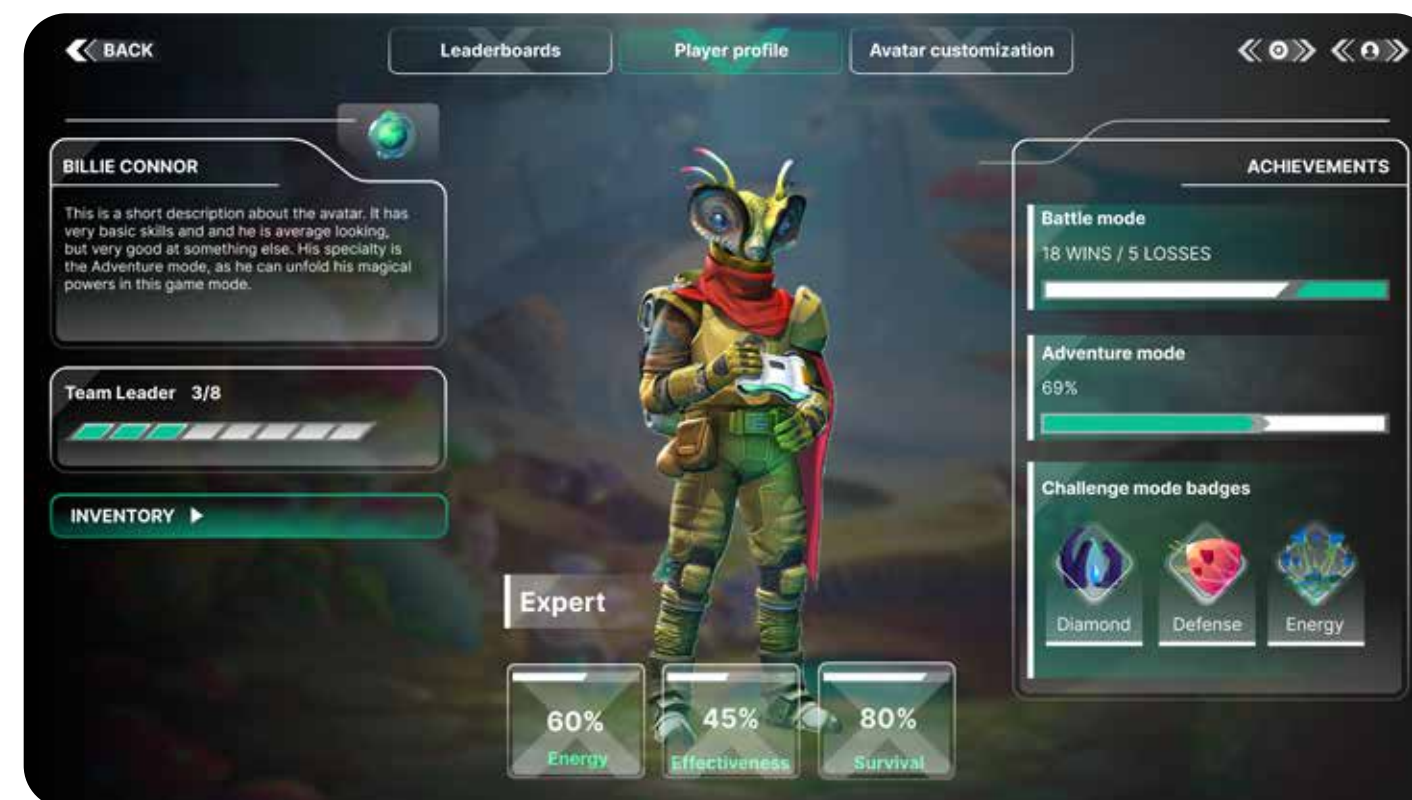 BACK
Leaderboards
Player profile
Avatar customization
BILLIE CONNOR
This is a short description about the avatar. It has
very basic skills and and he is average looking,
but very good at something else. His specialty is
the Adventure mode, as he can unfold his magical
powers in this game mode.
Team Leader 3/8
INVENTORY
Expert
60%
Energy
45%
Effectiveness
80%
Survival
ACHIEVEMENTS
Battle mode
18 WINS / 5 LOSSES
Adventure mode
69%
Challenge mode badges
Diamond
Defense
Energy